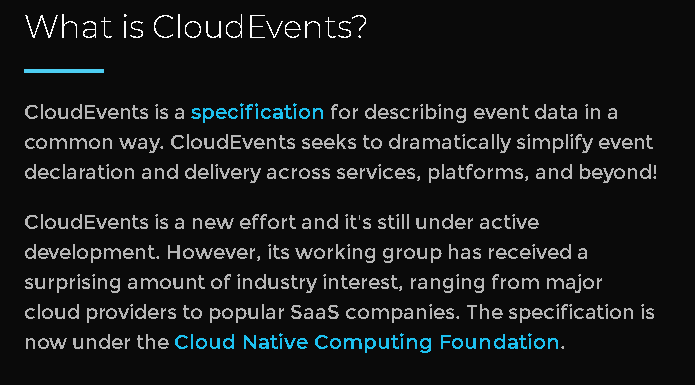 What is CloudEvents?
CloudEvents is a specification for describing event data in a
common way. CloudEvents seeks to dramatically simplify event
declaration and delivery across services, platforms, and beyond!
CloudEvents is a new effort and it's still under active
development. However, its working group has received a
surprising amount of industry interest, ranging from major
cloud providers to popular SaaS companies. The specification is
now under the Cloud Native Computing Foundation.